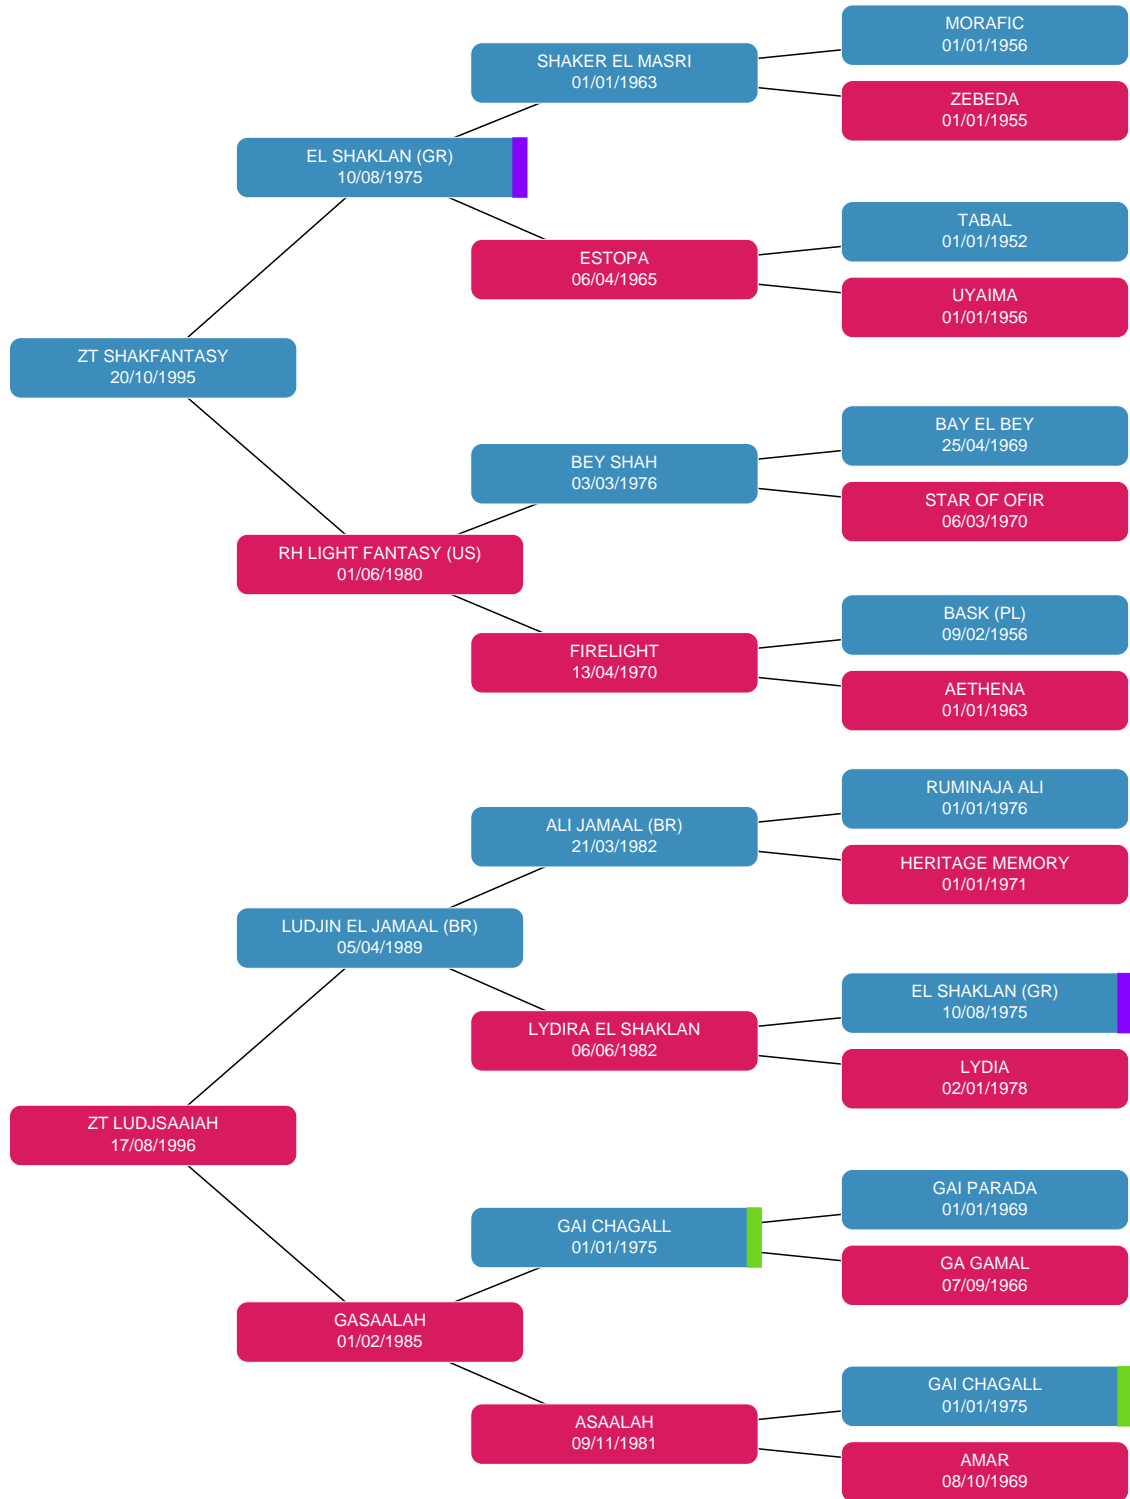 MORAFIC
01/01/1956
SHAKER EL MASRI
01/01/1963
ZEBEDA
01/01/1955
EL SHAKLAN (GR)
10/08/1975
TABAL
01/01/1952
ESTOPA
06/04/1965
UYAIMA
01/01/1956
ZT SHAKFANTASY
20/10/1995
BAY EL BEY
25/04/1969
BEY SHAH
03/03/1976
STAR OF OFIR
06/03/1970
RH LIGHT FANTASY (US)
01/06/1980
BASK (PL)
09/02/1956
FIRELIGHT
13/04/1970
AETHENA
01/01/1963
RUMINAJA ALI
01/01/1976
ALI JAMAAL (BR)
21/03/1982
HERITAGE MEMORY
01/01/1971
LUDJIN EL JAMAAL (BR)
05/04/1989
EL SHAKLAN (GR)
10/08/1975
LYDIRA EL SHAKLAN
06/06/1982
LYDIA
02/01/1978
ZT LUDJSAAIAH
17/08/1996
GAI PARADA
01/01/1969
GAI CHAGALL
01/01/1975
GA GAMAL
07/09/1966
GASAALAH
01/02/1985
GAI CHAGALL
01/01/1975
ASAALAH
09/11/1981
AMAR
08/10/1969